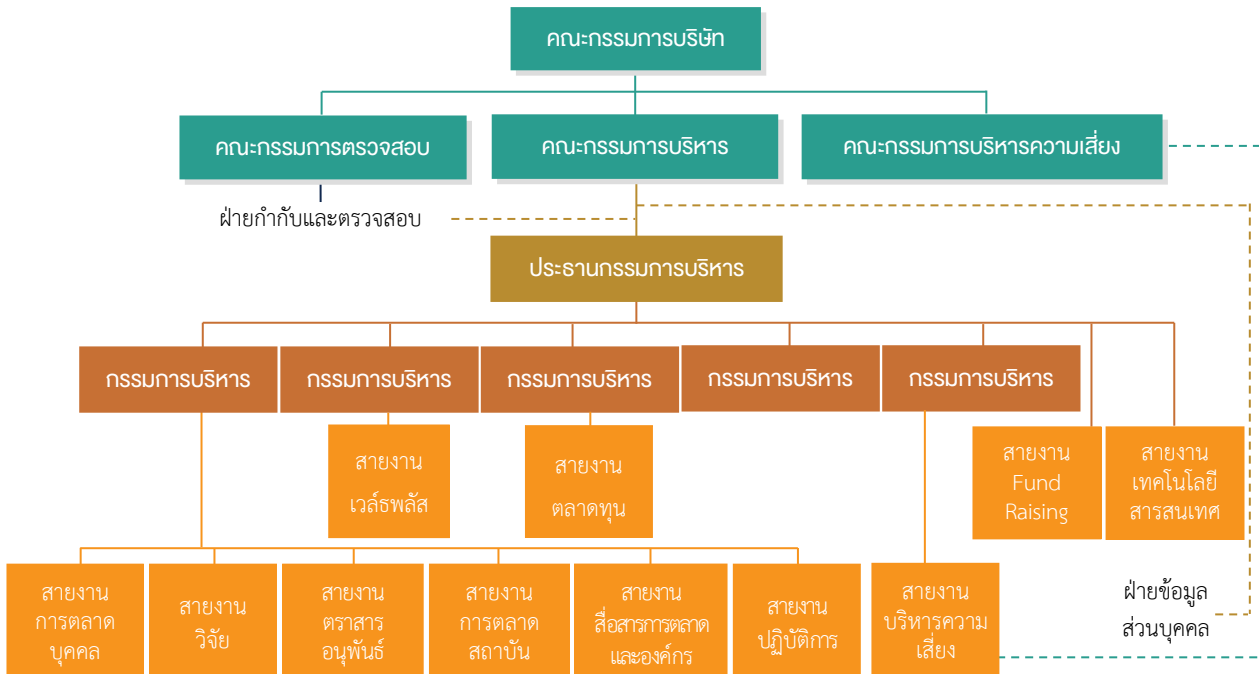 คณะกรรมการบริษัท
คณะกรรมการตรวจสอบ
คณะกรรมการบริหาร
คณะกรรมการบริหารความเสี่ยง
ฝ่ายกำกับและตรวจสอบ
ประธานกรรมการบริหาร
กรรมการบริหาร
กรรมการบริหาร
กรรมการบริหาร
กรรมการบริหาร
กรรมการบริหาร
สายงาน
เวล์ธพลัส
สายงาน
ตลาดทุน
สายงาน
Fund
Raising
สายงาน
เทคโนโลยี
สารสนเทศ
สายงาน
การตลาด
บุคคล
สายงาน
วิจัย
สายงาน
ตราสาร
อนุพันธ์
สายงาน
การตลาด
สถาบัน
สายงาน
สื่อสารการตลาด
และองค์กร
สายงาน
ปฏิบัติการ
สายงาน
บริหารความ
เสี่ยง
ฝ่ายข้อมูล
ส่วนบุคคล